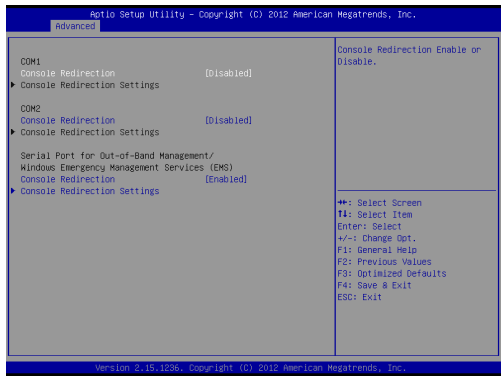 Aptio Setup Utility – Copyright (C) 2012 American Megatrends, Inc.
Advanced
COM1
Console Redirection [Disabled]
Console Redirection Settings
COM2
Console Redirection [Disabled]
Console Redirection Settings
Serial Port for Out-of-Band Management/
Windows Emergency Management Services (EMS)
Console Redirection [Enabled]
Console Redirection Settings
Console Redirection Enable or
Disable.
→←: Select Screen
↑↓: Select Item
Enter: Select
+/-: Change Opt.
F1: General Help
F2: Previous Values
F3: Optimized Defaults
F4: Save & Exit
ESC: Exit
Version 2.15.1236. Copyright (C) 2012 American Megatrends, Inc.